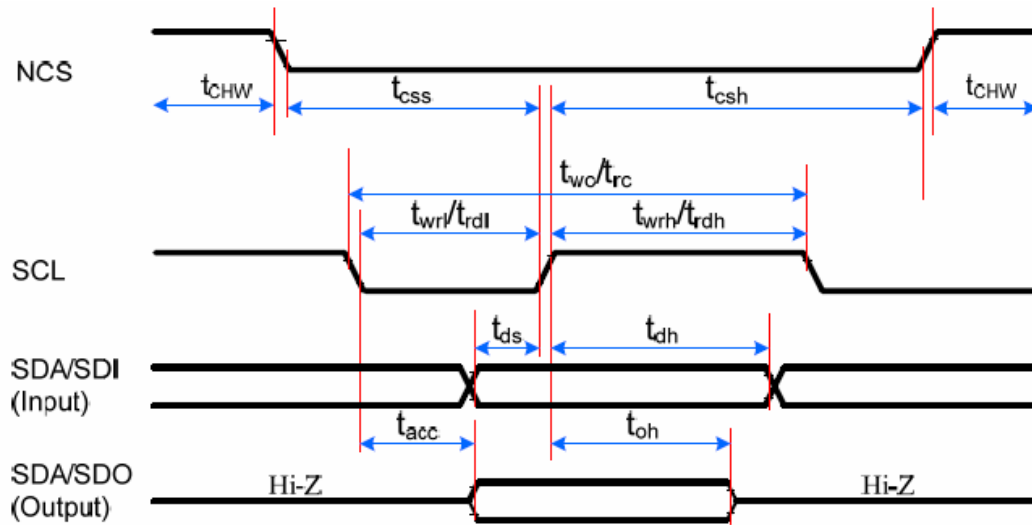 NCS
tCHW
tcss
tcsh
tCHW
twc/trc
twrl/trdl
twrh/trdh
SCL
tds
tdh
SDA/SDI
(Input)
tacc
toh
SDA/SDO
(Output)
Hi-Z
Hi-Z